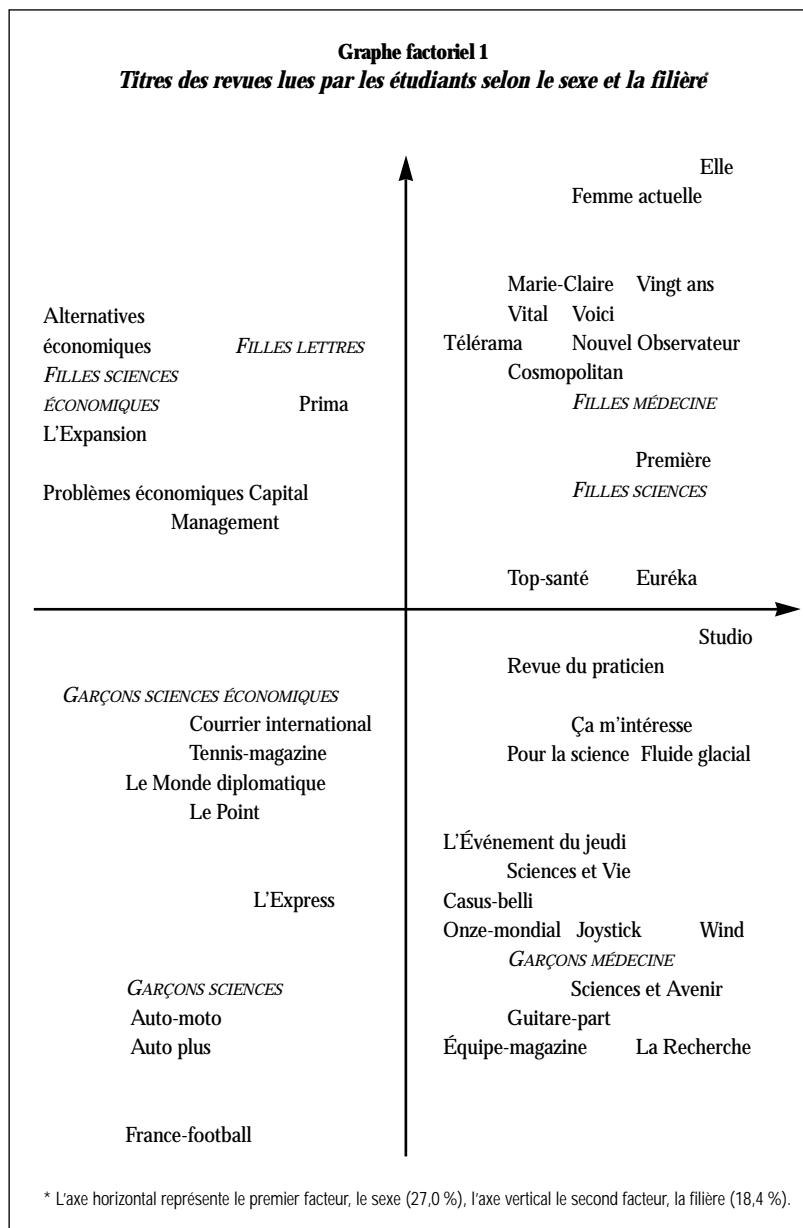 Graphe factoriel 1
Titres des revues lues par les étudiants selon le sexe et la filière*
Elle
Femme actuelle
Marie-Claire Vingt ans
Alternatives
Vital Voici
économiques FILLES LETTRES
Télérama Nouvel Observateur
FILLES SCIENCES
Cosmopolitan
ÉCONOMIQUES Prima
FILLES MÉDECINE
L'Expansion
Première
Problèmes économiques Capital
FILLES SCIENCES
Management
Top-santé Euréka
Studio
Revue du praticien
GARÇONS SCIENCES ÉCONOMIQUES
Courrier international
Ça m'intéresse
Tennis-magazine
Pour la science Fluide glacial
Le Monde diplomatique
Le Point
L'Événement du jeudi
Sciences et Vie
L'Express
Casus-belli
Onze-mondial Joystick Wind
GARÇONS MÉDECINE
GARÇONS SCIENCES
Sciences et Avenir
Auto-moto
Guitare-part
Auto plus
Équipe-magazine La Recherche
France-football
* L'axe horizontal représente le premier facteur, le sexe (27,0 %), l'axe vertical le second facteur, la filière (18,4 %).